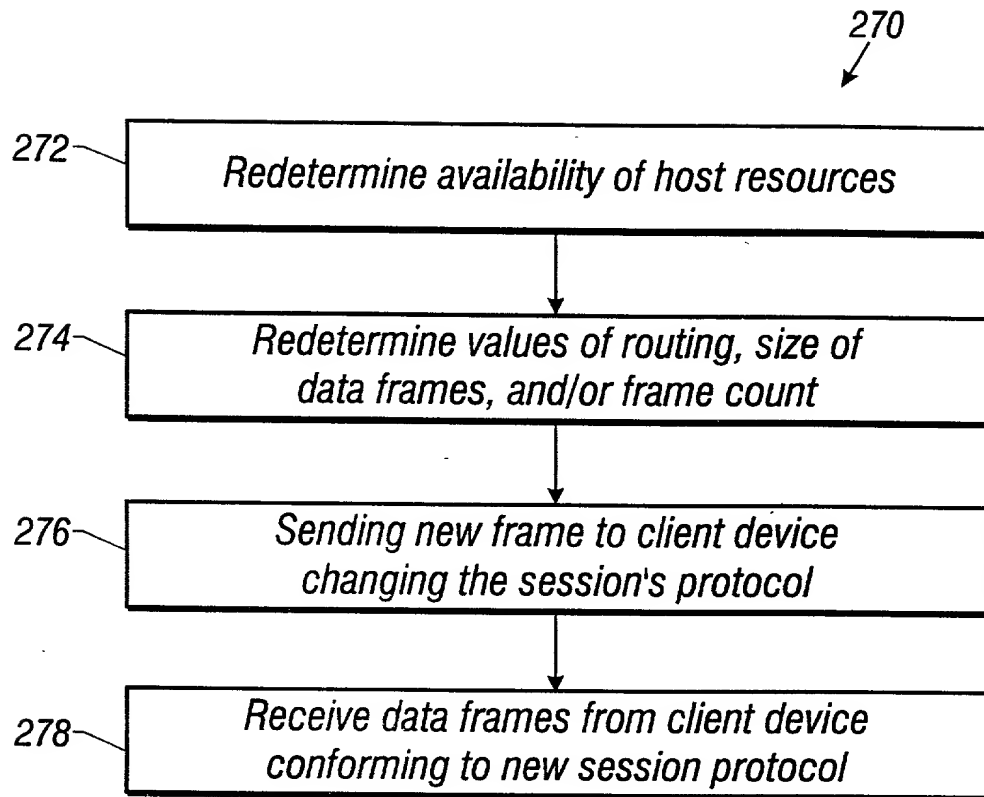 270
272
Redetermine availability of host resources
274
Redetermine values of routing, size of
data frames, and/or frame count
276
Sending new frame to client device
changing the session's protocol
278
Receive data frames from client device
conforming to new session protocol